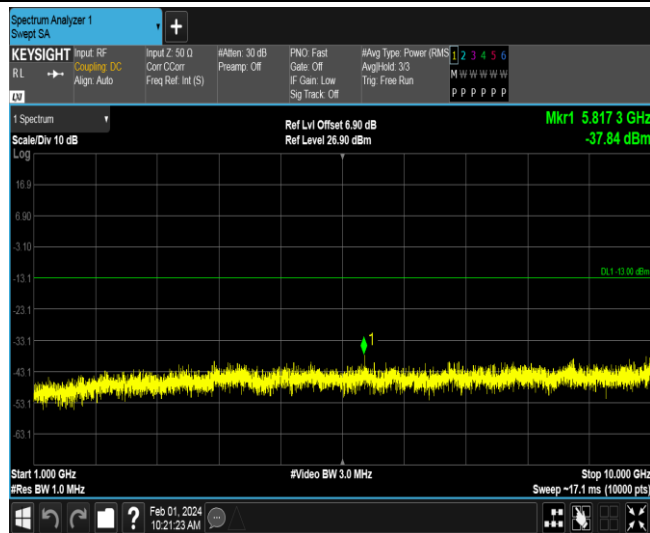 Spectrum Analyzer 1
Swept SA
+
KEYSIGHT Input: RF Input Z: 50 Ω #Atten: 30 dB PNO: Fast #Avg Type: Power (RMS 1 2 3 4 5 6
RL Coupling: DC Corr CCorr Preamp: Off Gate: Off Avg|Hold: 3/3 M W W W W W
Align: Auto Freq Ref: Int (S) IF Gain: Low Trig: Free Run
Sig Track: Off P P P P P P
1 Spectrum Ref Lvl Offset 6.90 dB Mkr1 5.817 3 GHz
Scale/Div 10 dB Ref Level 26.90 dBm -37.84 dBm
Log
16.9
6.90
-3.10
-13.1 DL1 -13.00 dBm
-23.1
-33.1 1
-43.1
-53.1
-63.1
Start 1.000 GHz #Video BW 3.0 MHz Stop 10.000 GHz
#Res BW 1.0 MHz Sweep ~17.1 ms (10000 pts)
? Feb 01, 2024
10:21:23 AM